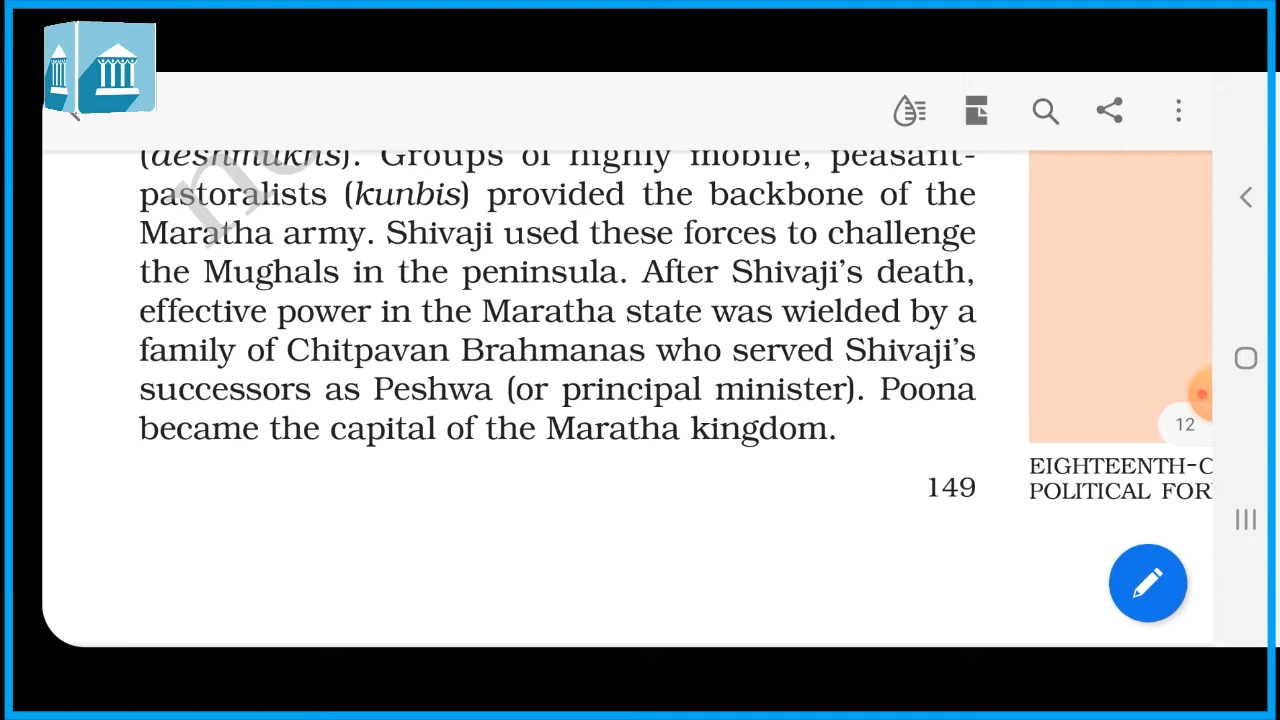 (deshmukhs). Groups of highly mobile, peasant-
pastoralists (kunbis) provided the backbone of the
Maratha army. Shivaji used these forces to challenge
the Mughals in the peninsula. After Shivaji's death,
effective power in the Maratha state was wielded by a
family of Chitpavan Brahmanas who served Shivaji's
successors as Peshwa (or principal minister). Poona
became the capital of the Maratha kingdom.
149
12
EIGHTEENTH-C
POLITICAL FOR